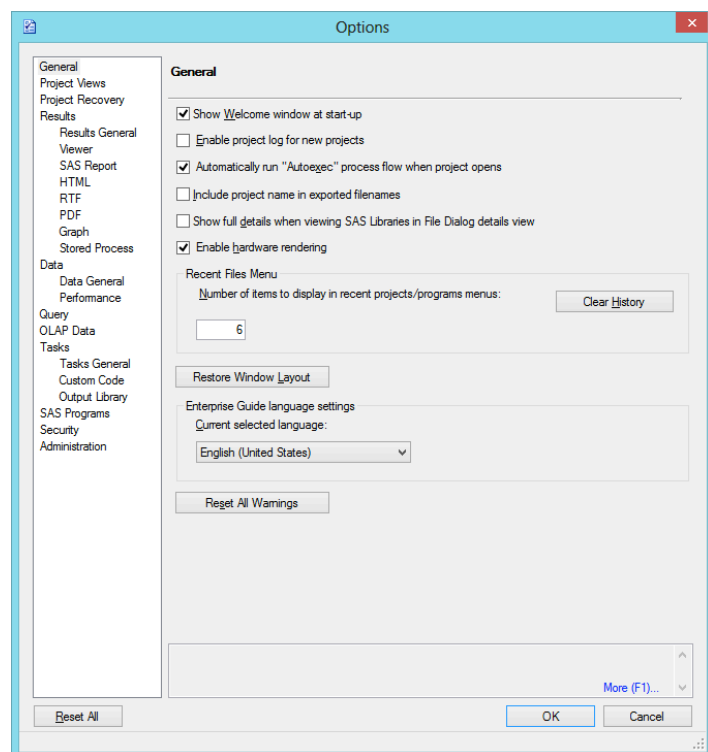 Options
General
Project Views
Project Recovery
Results
Results General
Viewer
SAS Report
HTML
RTF
PDF
Graph
Stored Process
Data
Data General
Performance
Query
OLAP Data
Tasks
Tasks General
Custom Code
Output Library
SAS Programs
Security
Administration
General
Show Welcome window at start-up
Enable project log for new projects
Automatically run "Autoexec" process flow when project opens
Include project name in exported filenames
Show full details when viewing SAS Libraries in File Dialog details view
Enable hardware rendering
Recent Files Menu
Number of items to display in recent projects/programs menus:
Clear History
6
Restore Window Layout
Enterprise Guide language settings
Current selected language:
English (United States)
Reset All Warnings
More (F1)...
Reset All
OK
Cancel